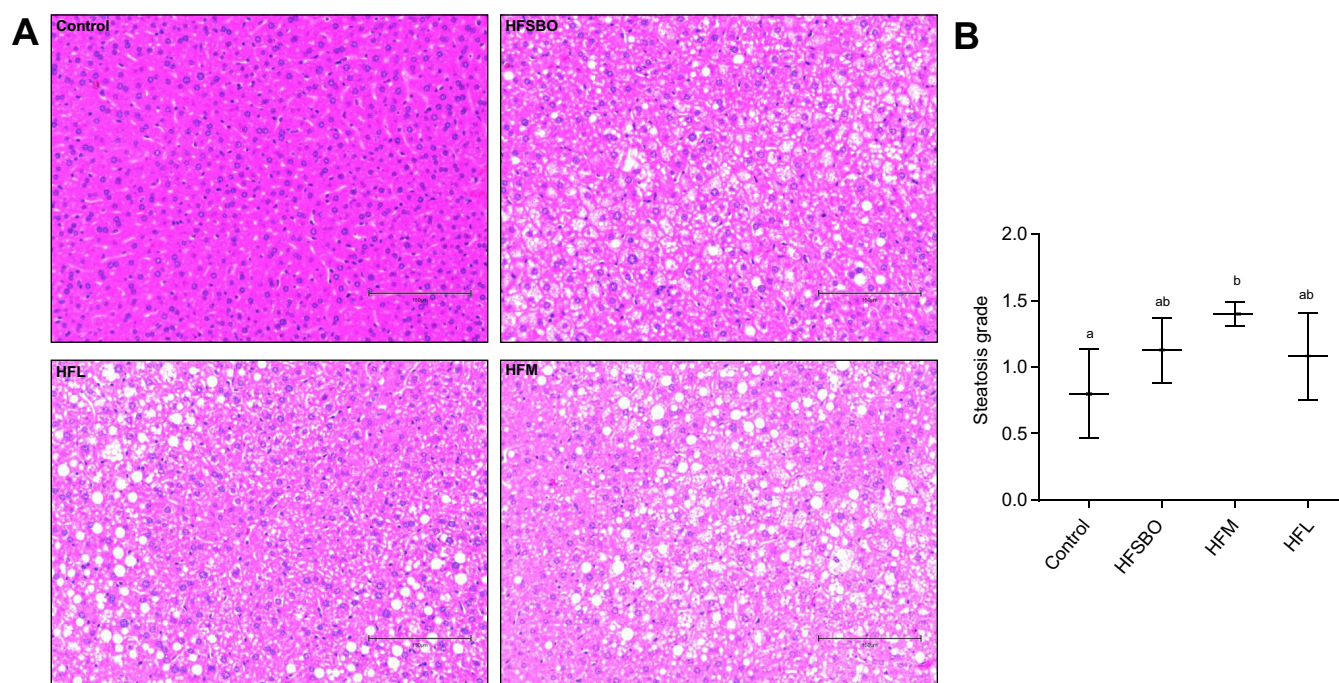 A
Control
HFSBO
HFL
HFM
B
2.0
1.5
1.0
0.5
0.0
Steatosis grade
a
ab
b
ab
Control
HFSBO
HFM
HFL